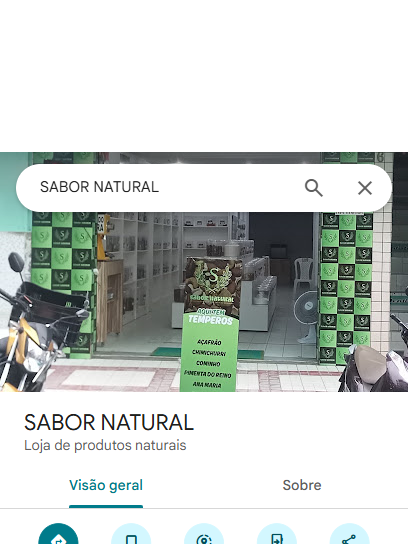 SABOR NATURAL
SABOR NATURAL
AQUI TEM
TEMPEROS
AÇAFRÃO
CHIMICHURRI
COMINHO
PIMENTA DO REINO
ANA MARIA
SABOR NATURAL
Loja de produtos naturais
Visão geral
Sobre